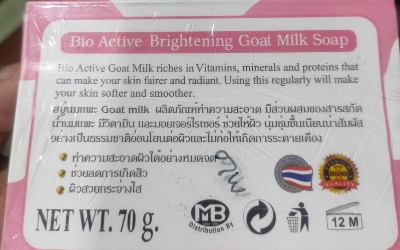 Bio Active Brightening Goat Milk Soap
Bio Active Goat Milk riches in Vitamins, minerals and proteins that
can make your skin fairer and radiant. Using this regularly will make
your skin softer and smoother.
สบู่นมแพะ Goat milk ผลิตภัณฑ์ทำความสะอาด มีส่วนผสมของสารสกัด
น้ำนมแพะ มีวิตามิน และมอยเจอร์ไรเซอร์ ช่วยให้ผิว นุ่มชุ่มชื้นเนียนน่าสัมผัส
อย่างเป็นธรรมชาติอ่อนโยนต่อผิวและไม่ก่อให้เกิดการระคายเคือง
ทำความสะอาดผิวได้อย่างหมดจด
ช่วยลดการเกิดสิว
ผิวสวยกระจ่างใส
QUALITY
NET WT. 70 g.
MB
Distribution By
12 M